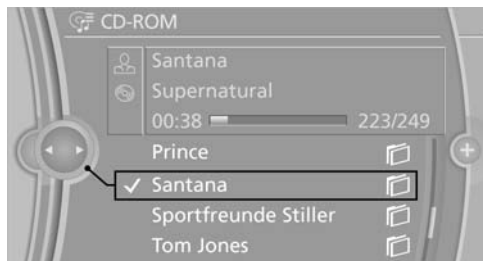 CD-ROM
Santana
Supernatural
00:38 223/249
Prince
✓ Santana
Sportfreunde Stiller
Tom Jones